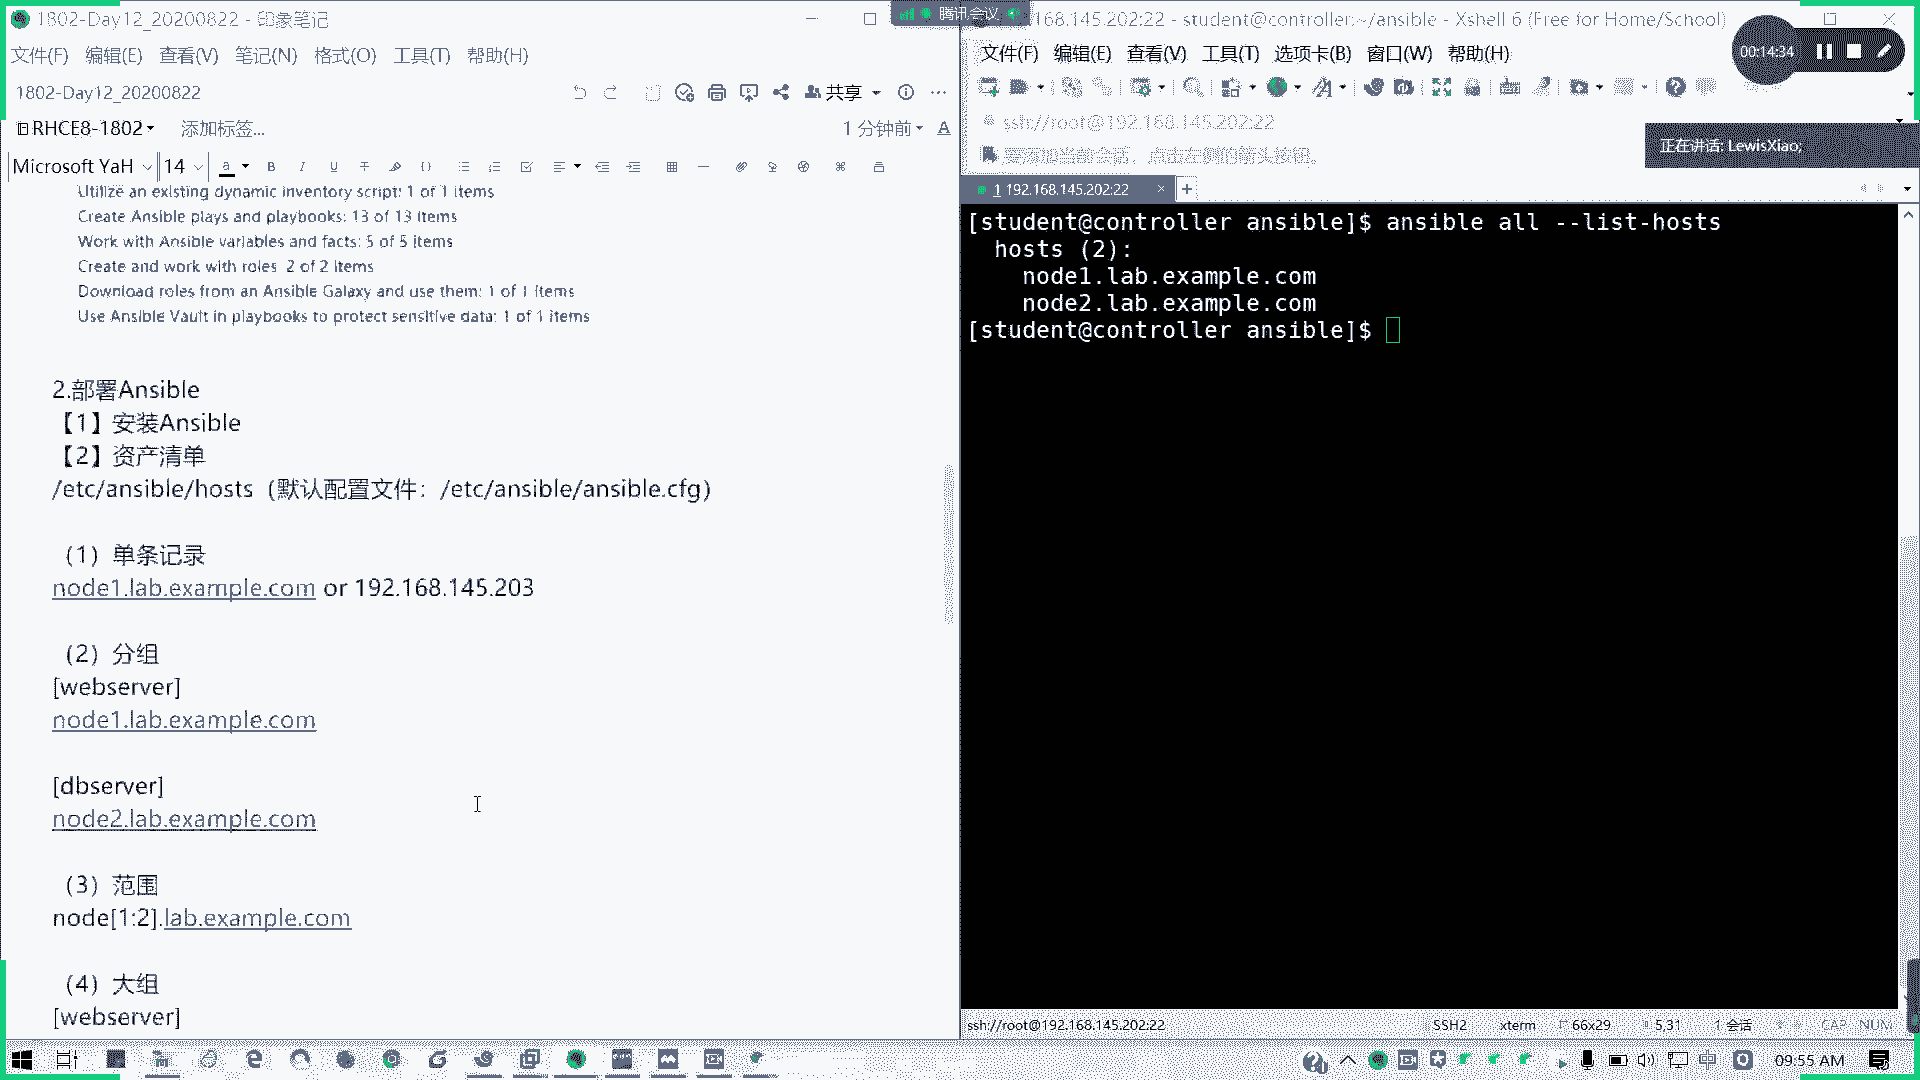 1802-Day12_20200822 - 印象笔记
文件(F) 编辑(E) 查看(V) 笔记(N) 格式(O) 工具(T) 帮助(H)
1802-Day12_20200822
共享
RHCE8-1802
添加标签...
1 分钟前
Microsoft YaH 14
Utilize an existing dynamic inventory script: 1 of 1 items
Create Ansible plays and playbooks: 13 of 13 items
Work with Ansible variables and facts: 5 of 5 items
Create and work with roles 2 of 2 items
Download roles from an Ansible Galaxy and use them: 1 of 1 items
Use Ansible Vault in playbooks to protect sensitive data: 1 of 1 items
2.部署Ansible
【1】安装Ansible
【2】资产清单
/etc/ansible/hosts（默认配置文件：/etc/ansible/ansible.cfg）
（1）单条记录
node1.lab.example.com or 192.168.145.203
（2）分组
[webserver]
node1.lab.example.com
[dbserver]
node2.lab.example.com
（3）范围
node[1:2].lab.example.com
（4）大组
[webserver]
腾讯会议
168.145.202:22 - student@controller:~/ansible - Xshell 6 (Free for Home/School)
文件(F) 编辑(E) 查看(V) 工具(T) 选项卡(B) 窗口(W) 帮助(H)
00:14:34
ssh://root@192.168.145.202:22
要添加当前会话，点击左侧的箭头按钮。
正在讲话: LewisXiao;
1 192.168.145.202:22
[student@controller ansible]$ ansible all --list-hosts
hosts (2):
node1.lab.example.com
node2.lab.example.com
[student@controller ansible]$
ssh://root@192.168.145.202:22
SSH2 xterm 66x29 5,31 1 会话 CAP NUM
中
09:55 AM